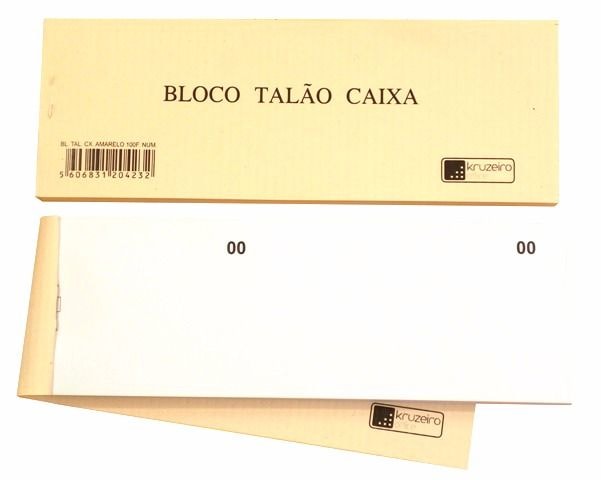 BLOCO TALÃO CAIXA
BL TAL CX AMARELO 100F NUM
5 606831 204232
kruzeiro
00 00
kruzeiro